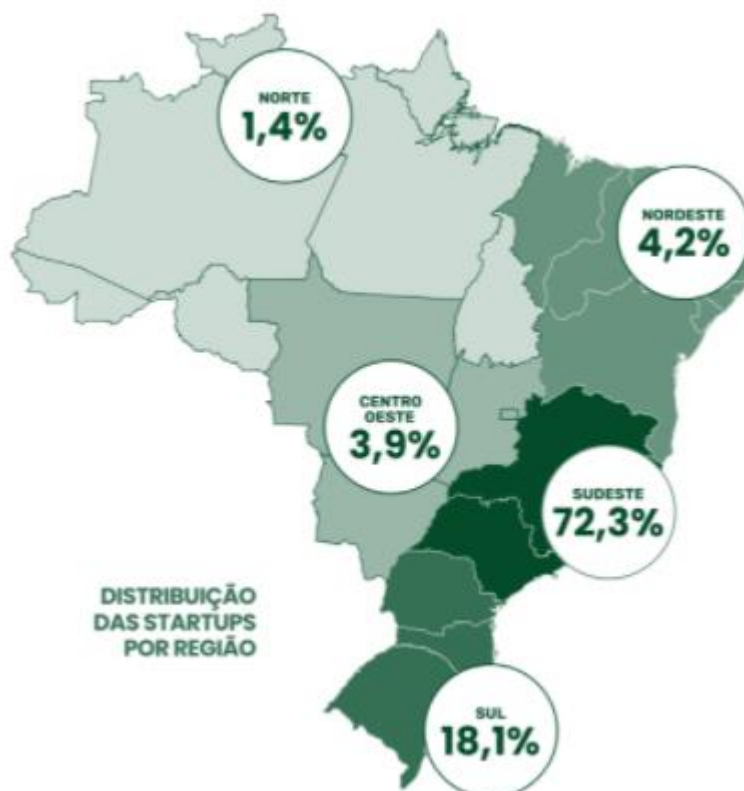 NORTE
1,4%
NORDESTE
4,2%
CENTRO
OESTE
3,9%
SUDESTE
72,3%
DISTRIBUIÇÃO
DAS STARTUPS
POR REGIÃO
SUL
18,1%